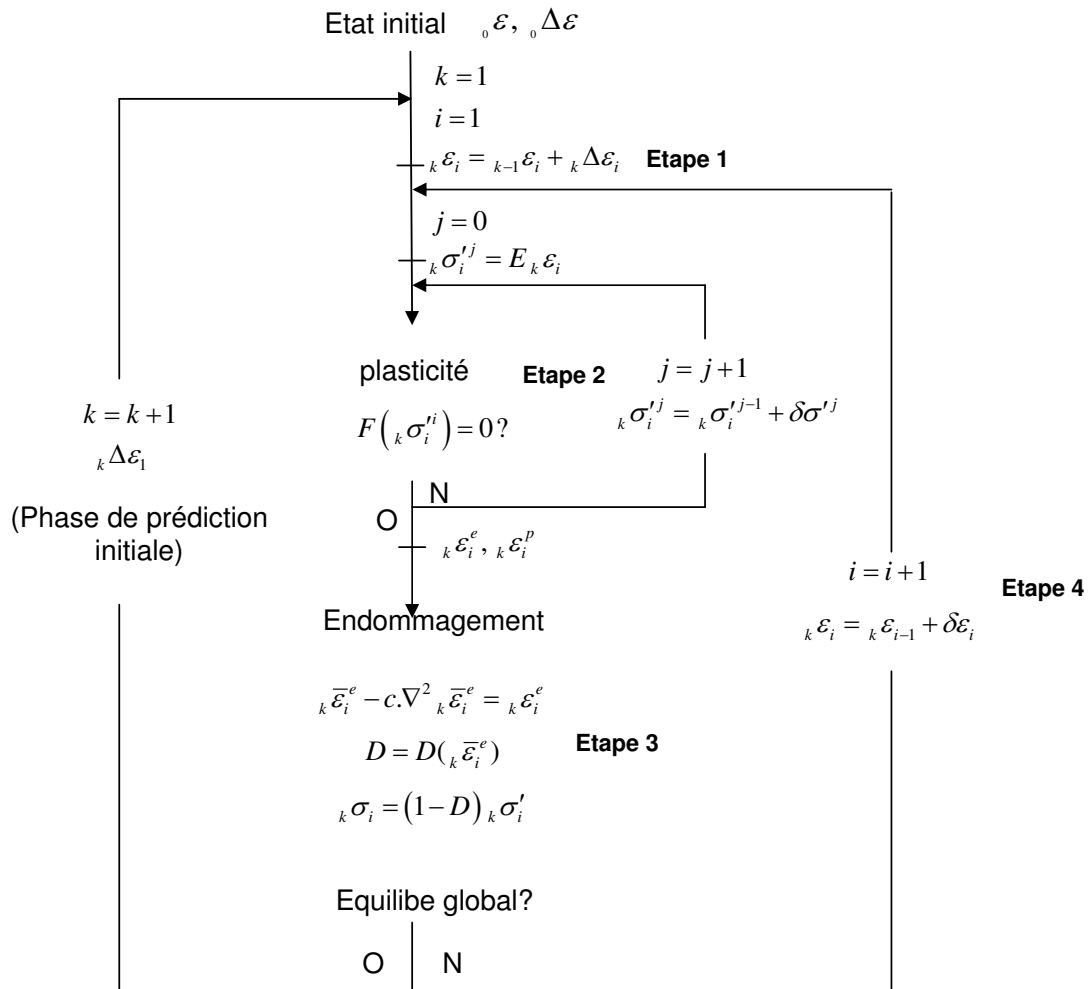 Etat initial ₀ε, ₀Δε
k = 1
i = 1
ₖεᵢ = ₖ₋₁εᵢ + ₖΔεᵢ Etape 1
j = 0
ₖσ′ᵢʲ = E ₖεᵢ
plasticité Etape 2
F(ₖσ′ᵢⁱ) = 0 ?
j = j + 1
ₖσ′ᵢʲ = ₖσ′ᵢʲ⁻¹ + δσ′ʲ
k = k + 1
ₖΔε₁
(Phase de prédiction
initiale)
N
O
ₖεᵢᵉ, ₖεᵢᵖ
i = i + 1
ₖεᵢ = ₖεᵢ₋₁ + δεᵢ
Etape 4
Endommagement
ₖε̅ᵢᵉ − c.∇² ₖε̅ᵢᵉ = ₖεᵢᵉ
D = D(ₖε̅ᵢᵉ)
Etape 3
ₖσᵢ = (1 − D) ₖσ′ᵢ
Equilibe global?
O N